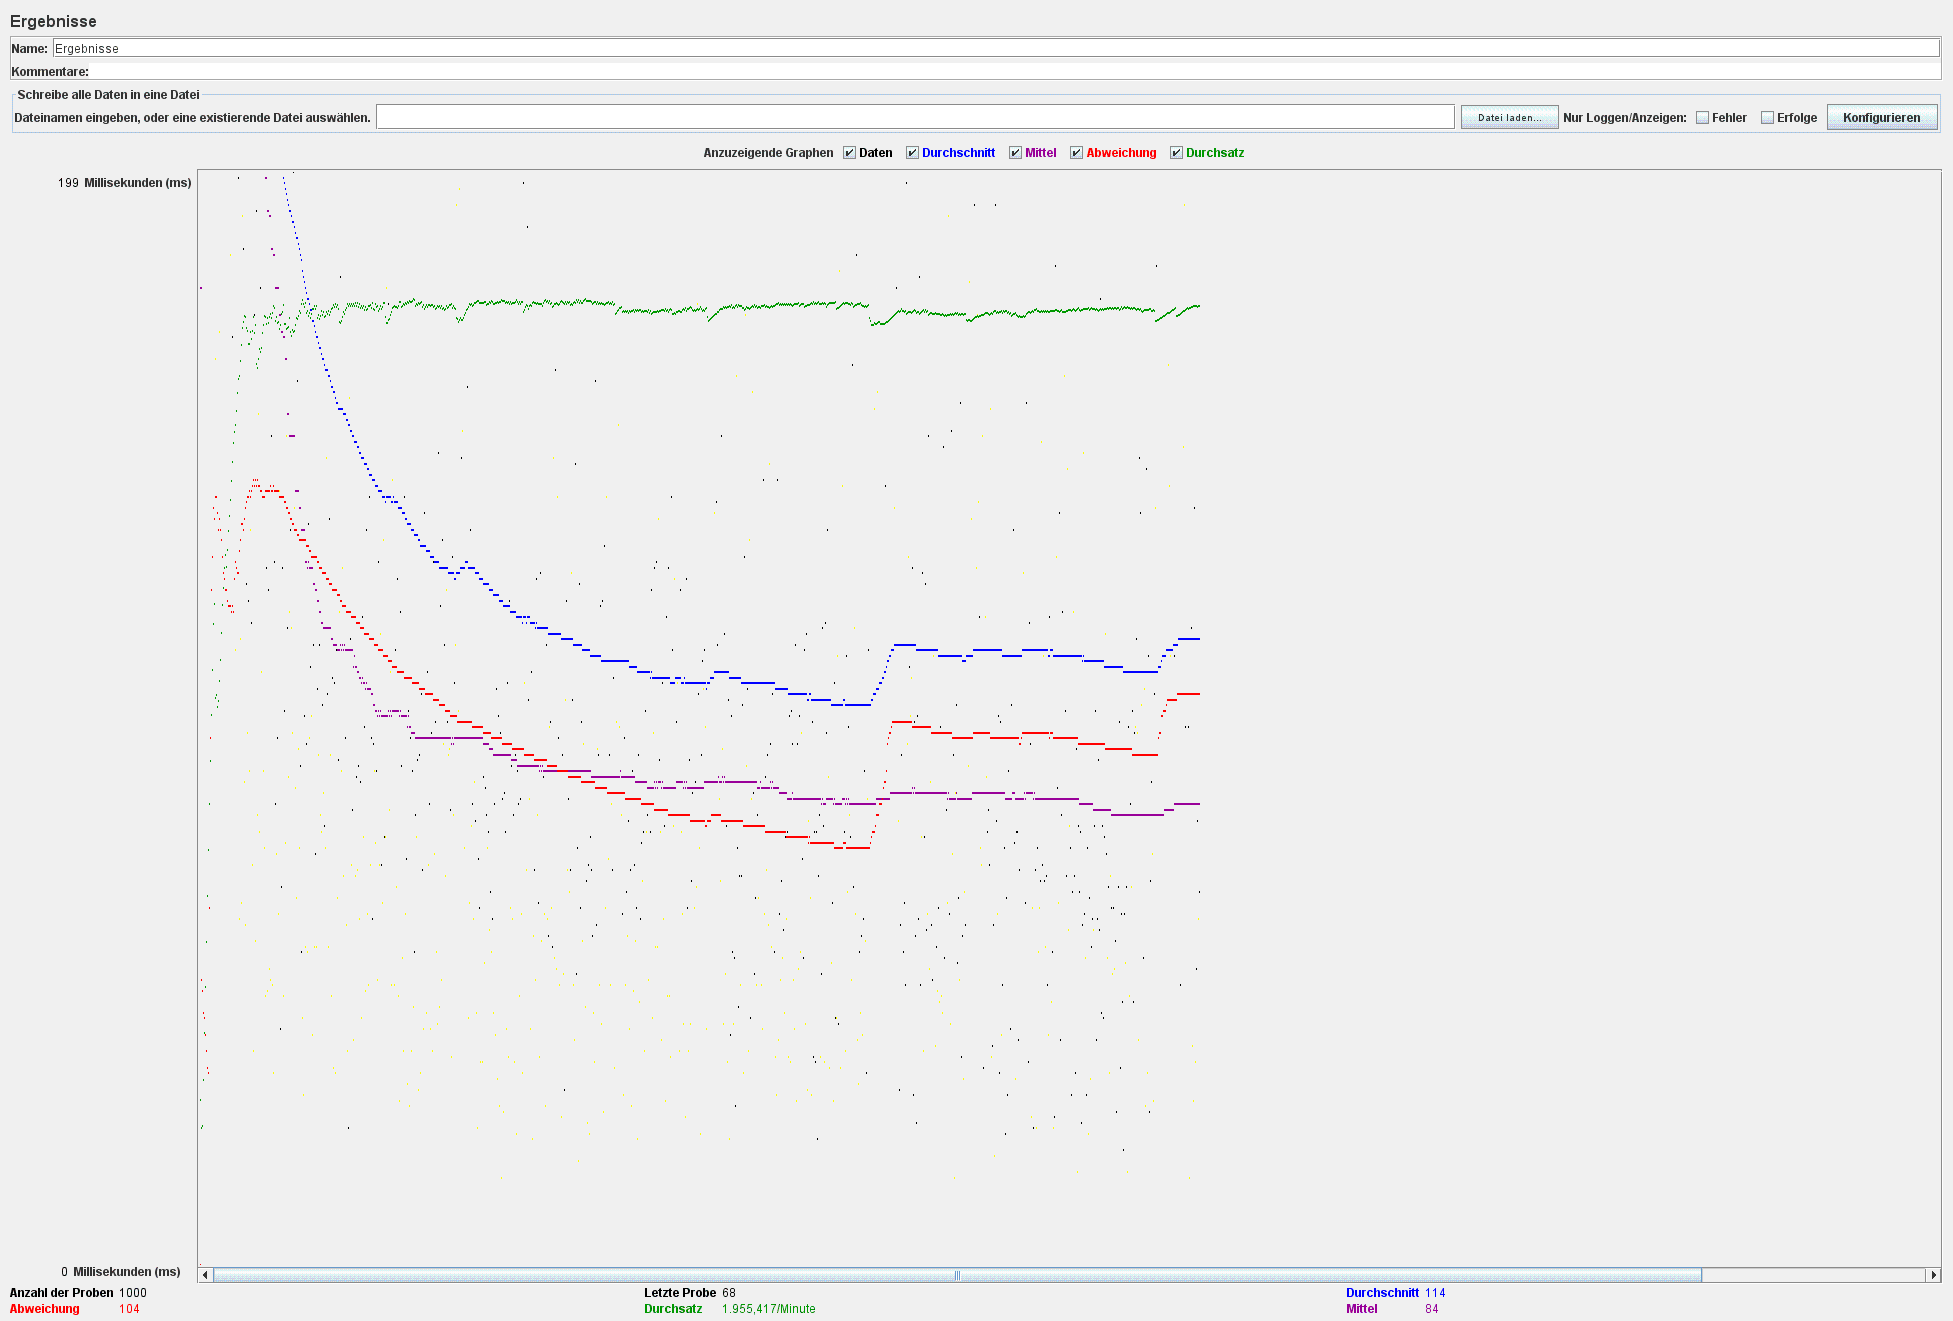 Ergebnisse
Name: Ergebnisse
Kommentare:
Schreibe alle Daten in eine Datei
Dateinamen eingeben, oder eine existierende Datei auswählen. Datei laden... Nur Loggen/Anzeigen: Fehler Erfolge Konfigurieren
Anzuzeigende Graphen Daten Durchschnitt Mittel Abweichung Durchsatz
199 Millisekunden (ms)
0 Millisekunden (ms)
Anzahl der Proben 1000 Letzte Probe 68 Durchschnitt 114
Abweichung 104 Durchsatz 1.955,417/Minute Mittel 84